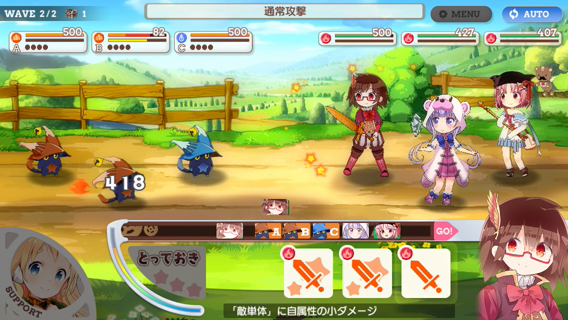 WAVE 2/2 1
通常攻撃
MENU
AUTO
500
A
82
B
500
C
500
427
407
418
A B C GO!
SUPPORT
とっておき
「敵単体」に自属性の小ダメージ